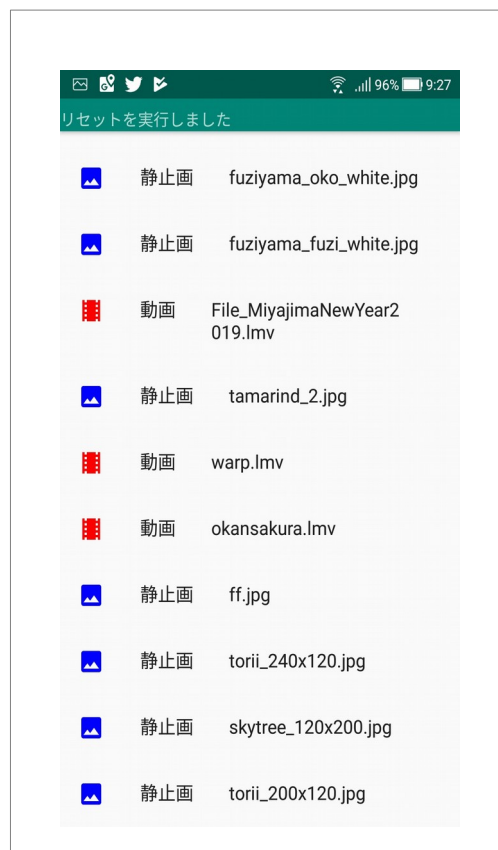 96% 9:27
リセットを実行しました
静止画 fuziyama_oko_white.jpg
静止画 fuziyama_fuzi_white.jpg
動画 File_MiyajimaNewYear2
019.lmv
静止画 tamarind_2.jpg
動画 warp.lmv
動画 okansakura.lmv
静止画 ff.jpg
静止画 torii_240x120.jpg
静止画 skytree_120x200.jpg
静止画 torii_200x120.jpg